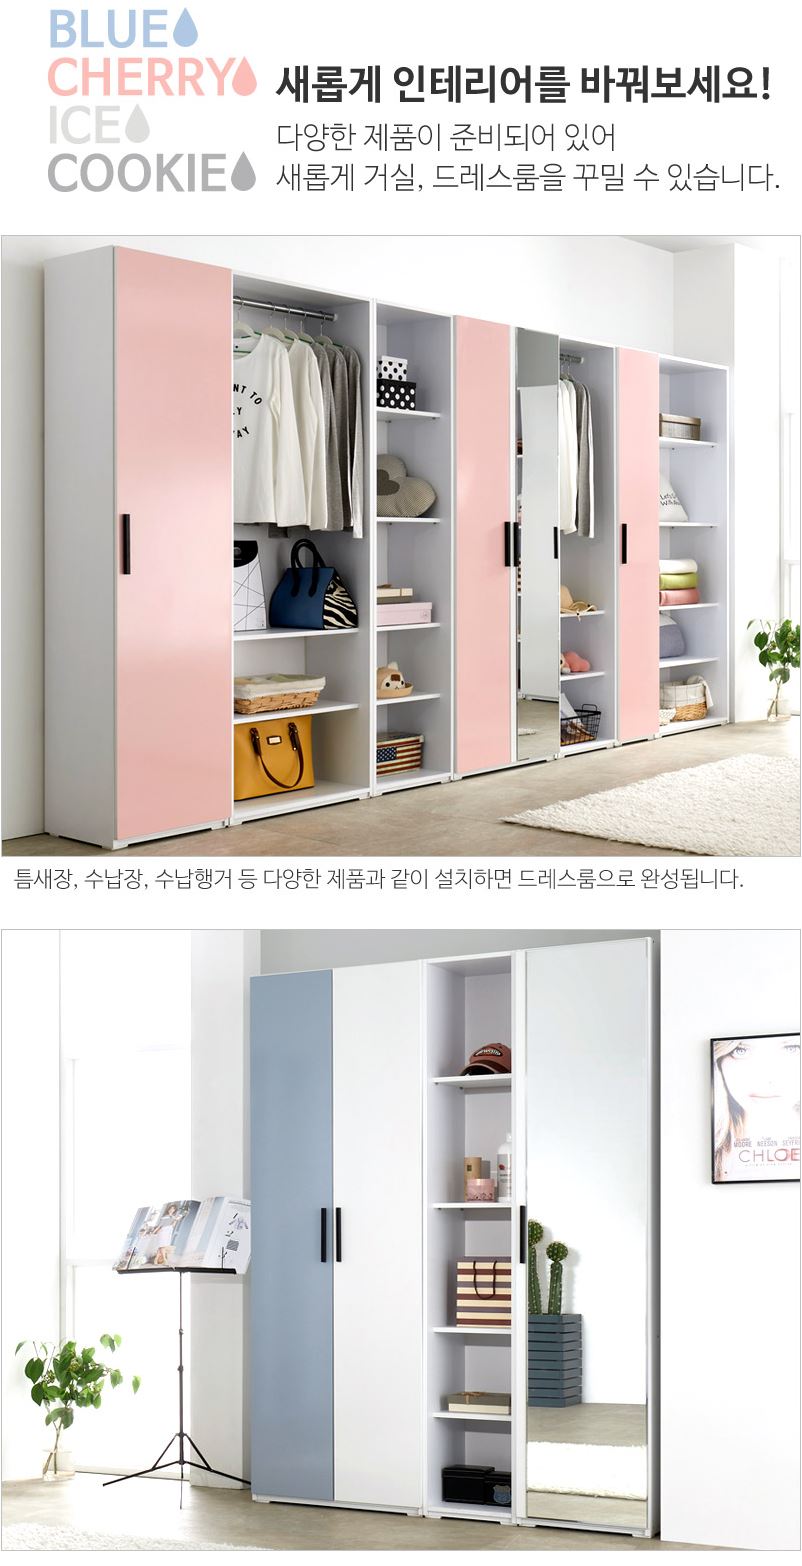 BLUE
CHERRY
ICE
COOKIE
새롭게 인테리어를 바꿔보세요!
다양한 제품이 준비되어 있어
새롭게 거실, 드레스룸을 꾸밀 수 있습니다.
틈새장, 수납장, 수납행거 등 다양한 제품과 같이 설치하면 드레스룸으로 완성됩니다.
MOORE NEESON SEYFRI
CHLOE